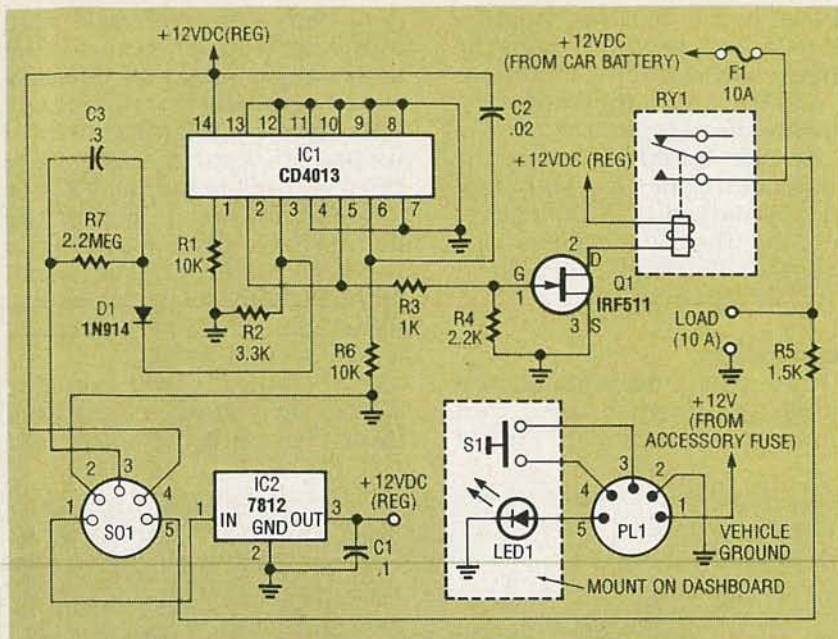 +12VDC(REG)
+12VDC
(FROM CAR BATTERY)
F1
10A
RY1
C3
.3
14 13 12 11 10 9 8
C2
.02
IC1
CD4013
+12VDC (REG)
1 2 3 4 5 6 7
R7
2.2MEG
R1
10K
D1
1N914
R2
3.3K
R3
1K
G
1
2
D
Q1
IRF511
3
S
R4
2.2K
R6
10K
LOAD
(10 A)
R5
1.5K
+12V
(FROM
ACCESSORY FUSE)
S1
2 3 4
1 5
SO1
IC2
7812
1
IN
GND
OUT
3
2
+12VDC
(REG)
C1
.1
LED1
3
4 2
5 1
PL1
VEHICLE
GROUND
MOUNT ON DASHBOARD